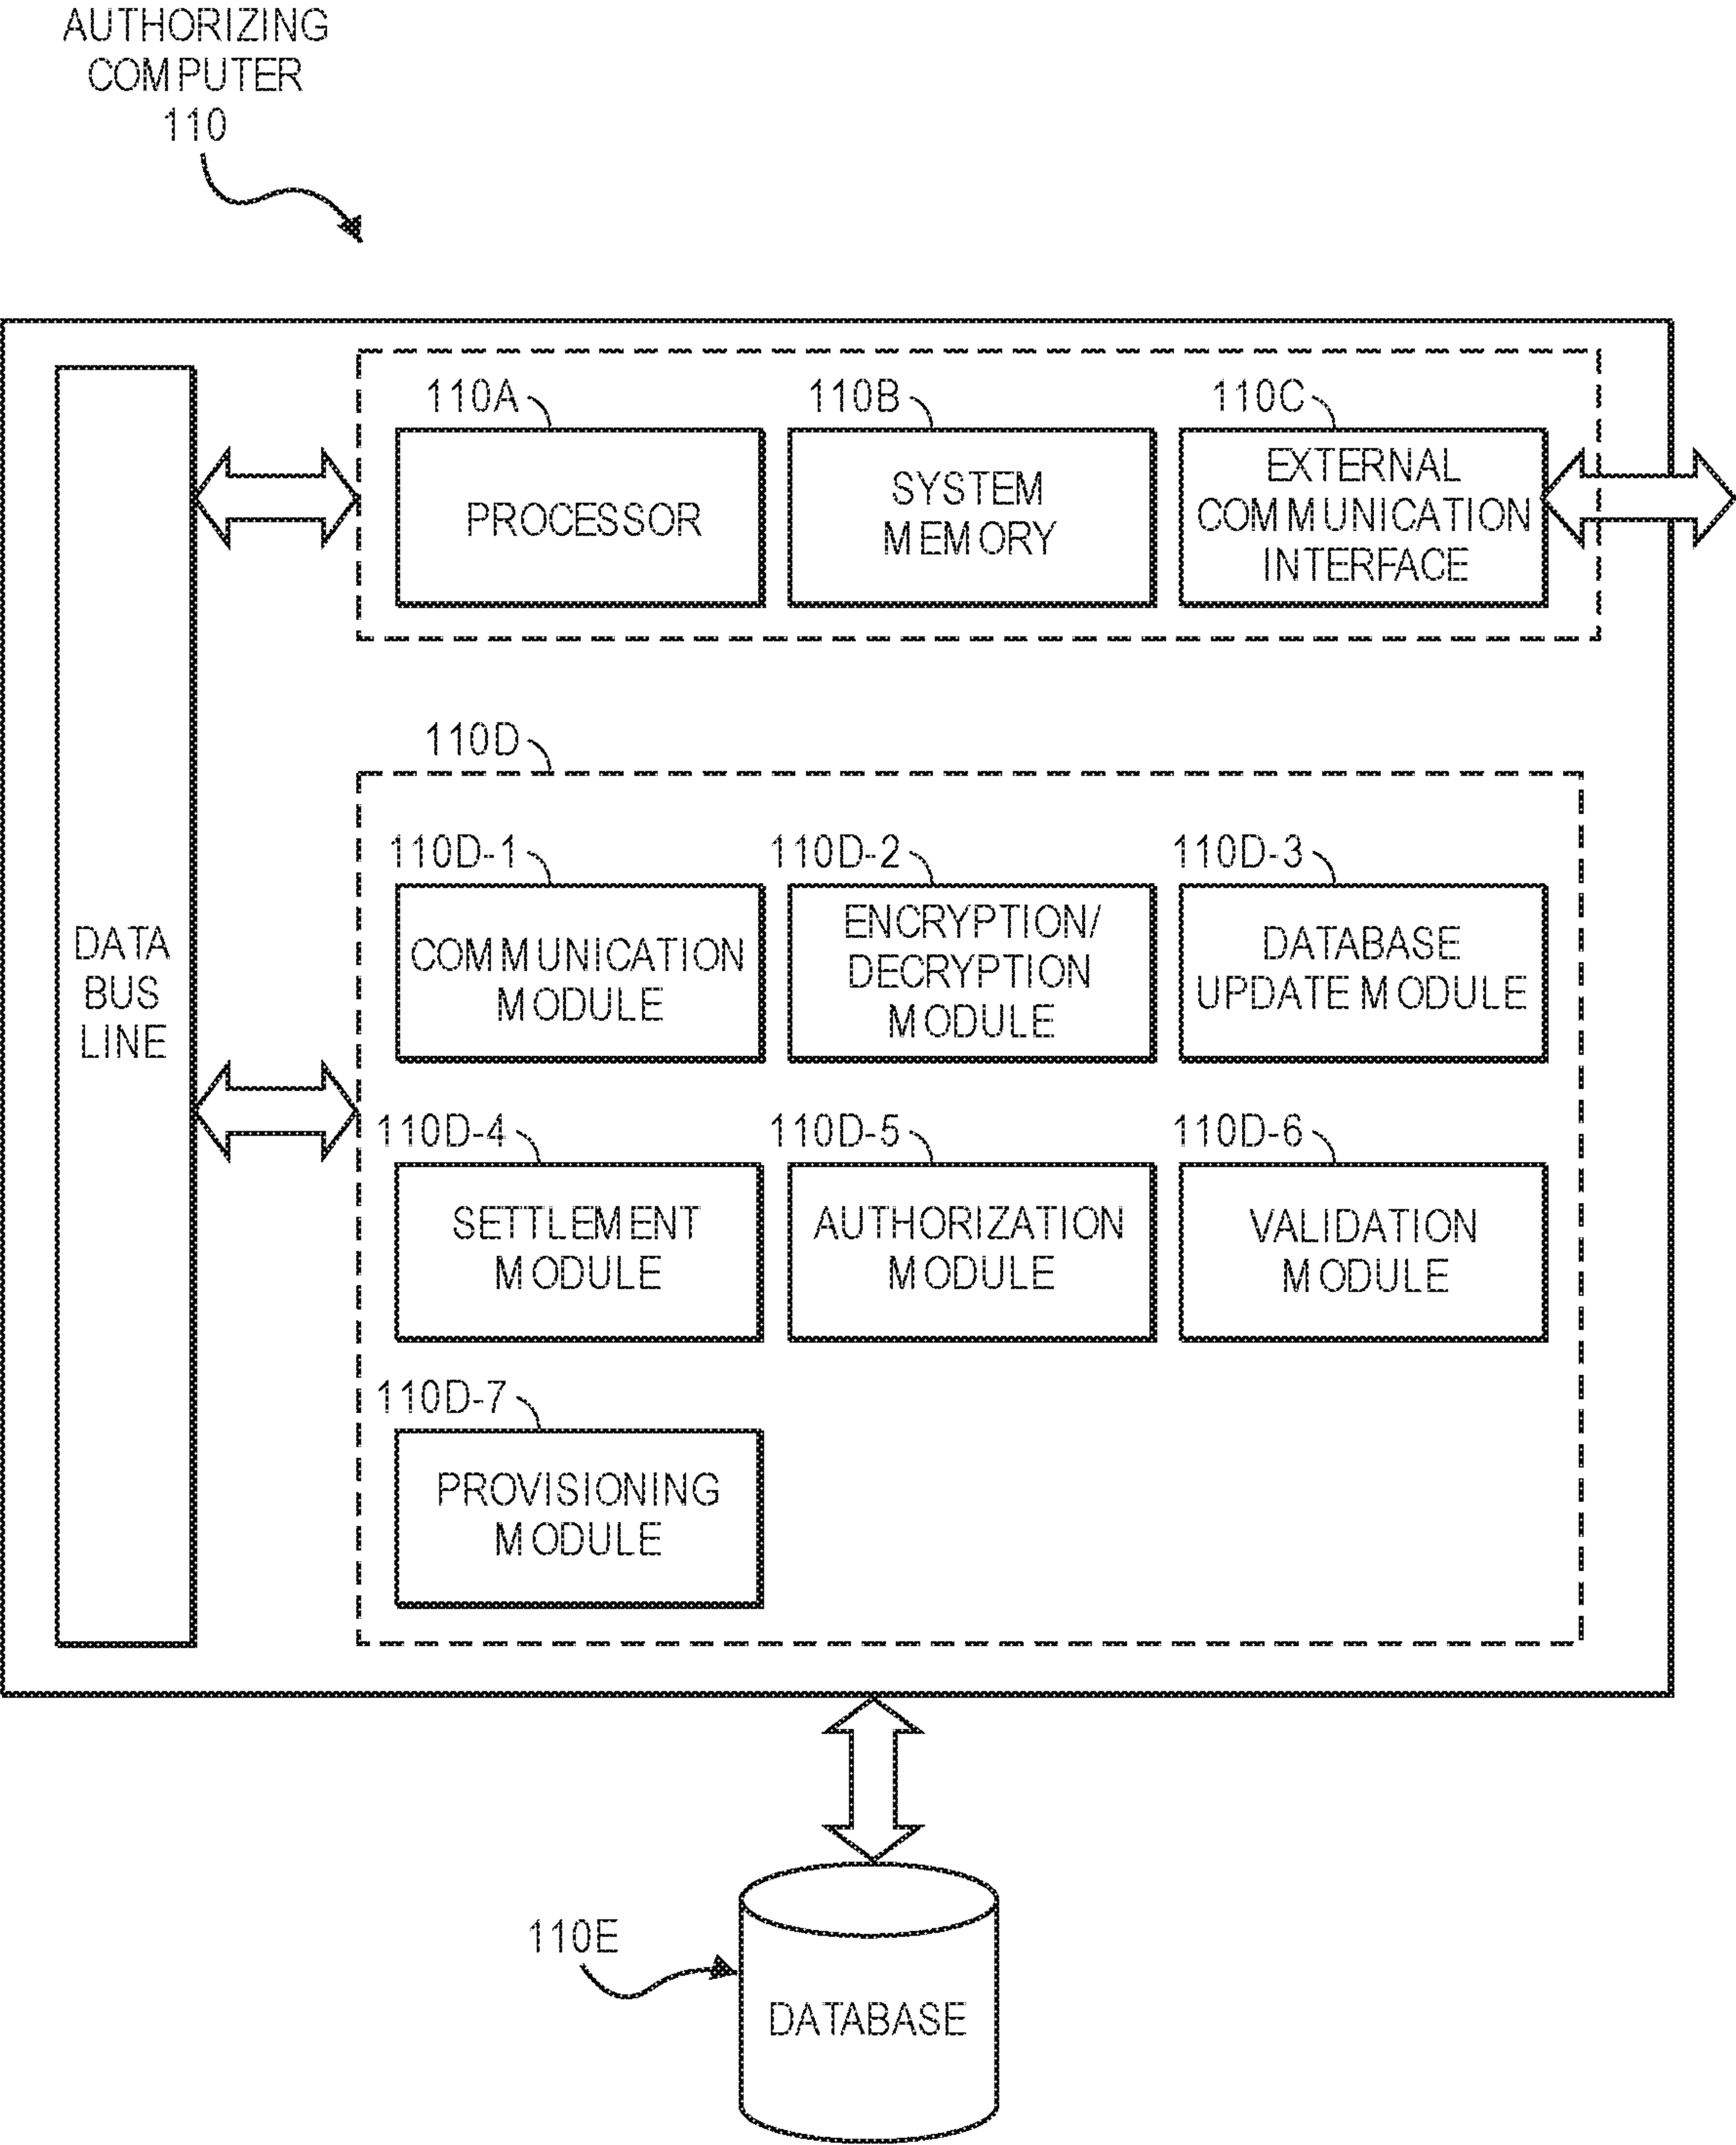 AUTHORIZING
COMPUTER
110
110A
110B
110C
PROCESSOR
SYSTEM
MEMORY
EXTERNAL
COMMUNICATION
INTERFACE
DATA
BUS
LINE
110D
110D-1
110D-2
110D-3
COMMUNICATION
MODULE
ENCRYPTION/
DECRYPTION
MODULE
DATABASE
UPDATE MODULE
110D-4
110D-5
110D-6
SETTLEMENT
MODULE
AUTHORIZATION
MODULE
VALIDATION
MODULE
110D-7
PROVISIONING
MODULE
110E
DATABASE